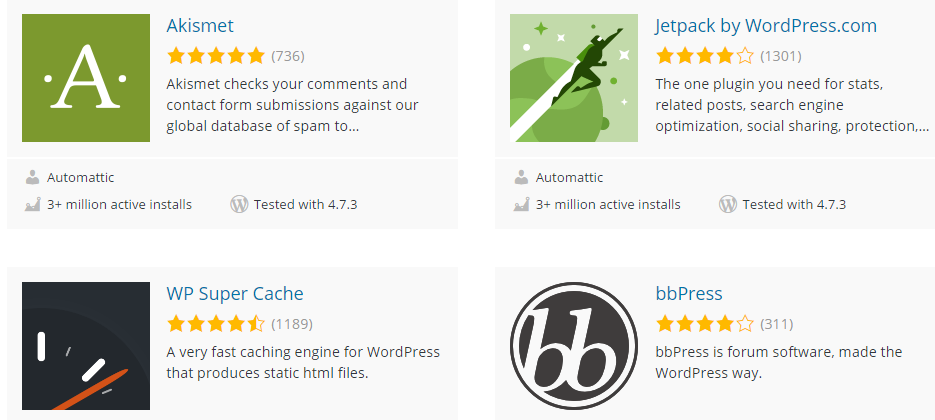 Akismet
(736)
Akismet checks your comments and
contact form submissions against our
global database of spam to...
Automattic
3+ million active installs
Tested with 4.7.3
Jetpack by WordPress.com
(1301)
The one plugin you need for stats,
related posts, search engine
optimization, social sharing, protection,...
Automattic
3+ million active installs
Tested with 4.7.3
WP Super Cache
(1189)
A very fast caching engine for WordPress
that produces static html files.
bbPress
(311)
bbPress is forum software, made the
WordPress way.
A
bb